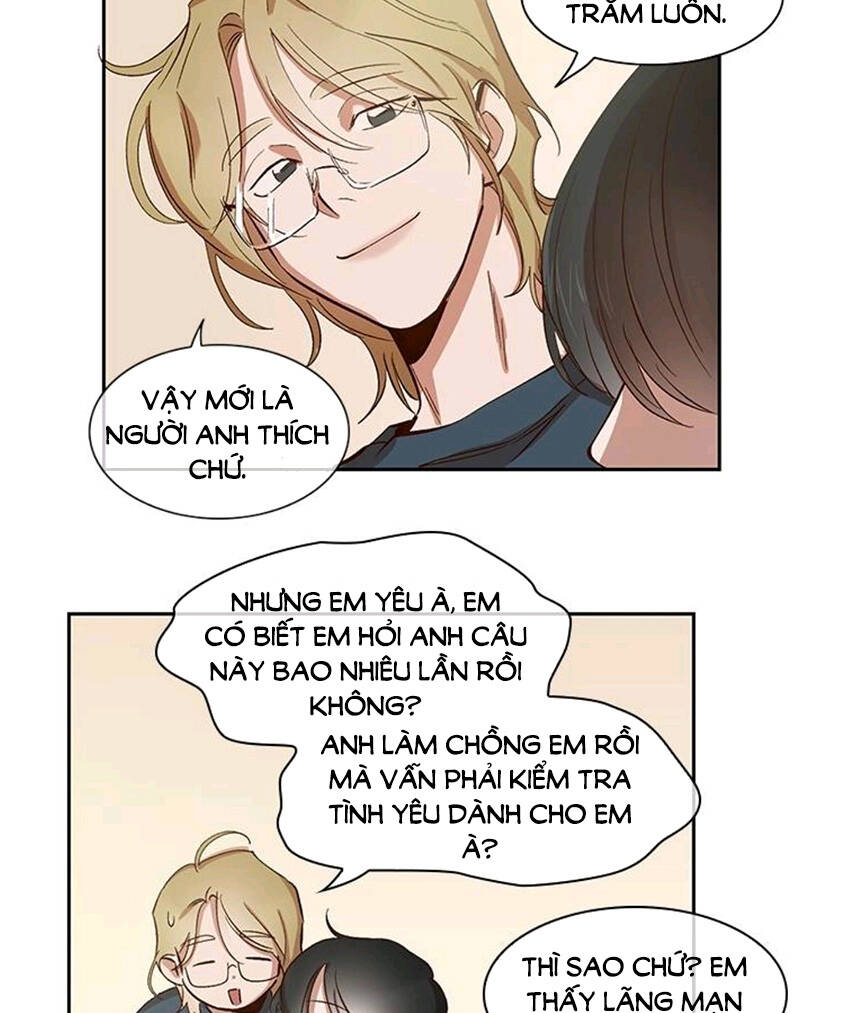 TRĂM LUÔN.
VẬY MỚI LÀ
NGƯỜI ANH THÍCH
CHỨ.
NHƯNG EM YÊU À, EM
CÓ BIẾT EM HỎI ANH CÂU
NÀY BAO NHIÊU LẦN RỒI
KHÔNG?
ANH LÀM CHỒNG EM RỒI
MÀ VẪN PHẢI KIỂM TRA
TÌNH YÊU DÀNH CHO EM
À?
THÌ SAO CHỨ? EM
THẤY LÃNG MẠN